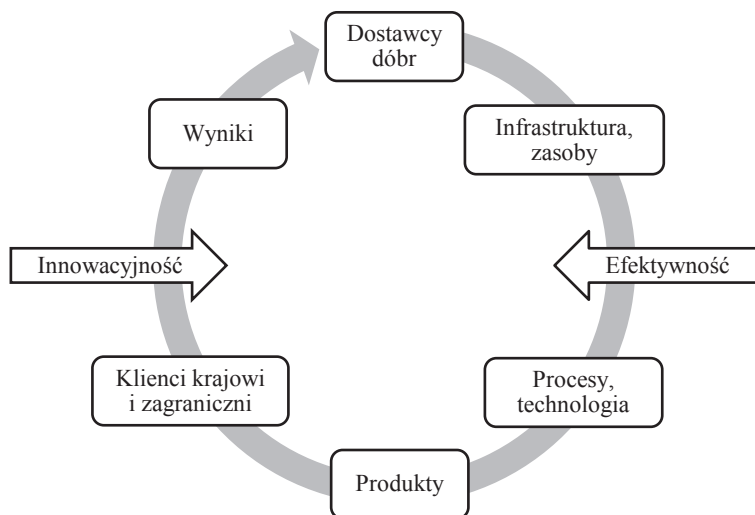 Dostawcy
dóbr
Wyniki
Infrastruktura,
zasoby
Innowacyjność
Efektywność
Klienci krajowi
i zagraniczni
Procesy,
technologia
Produkty